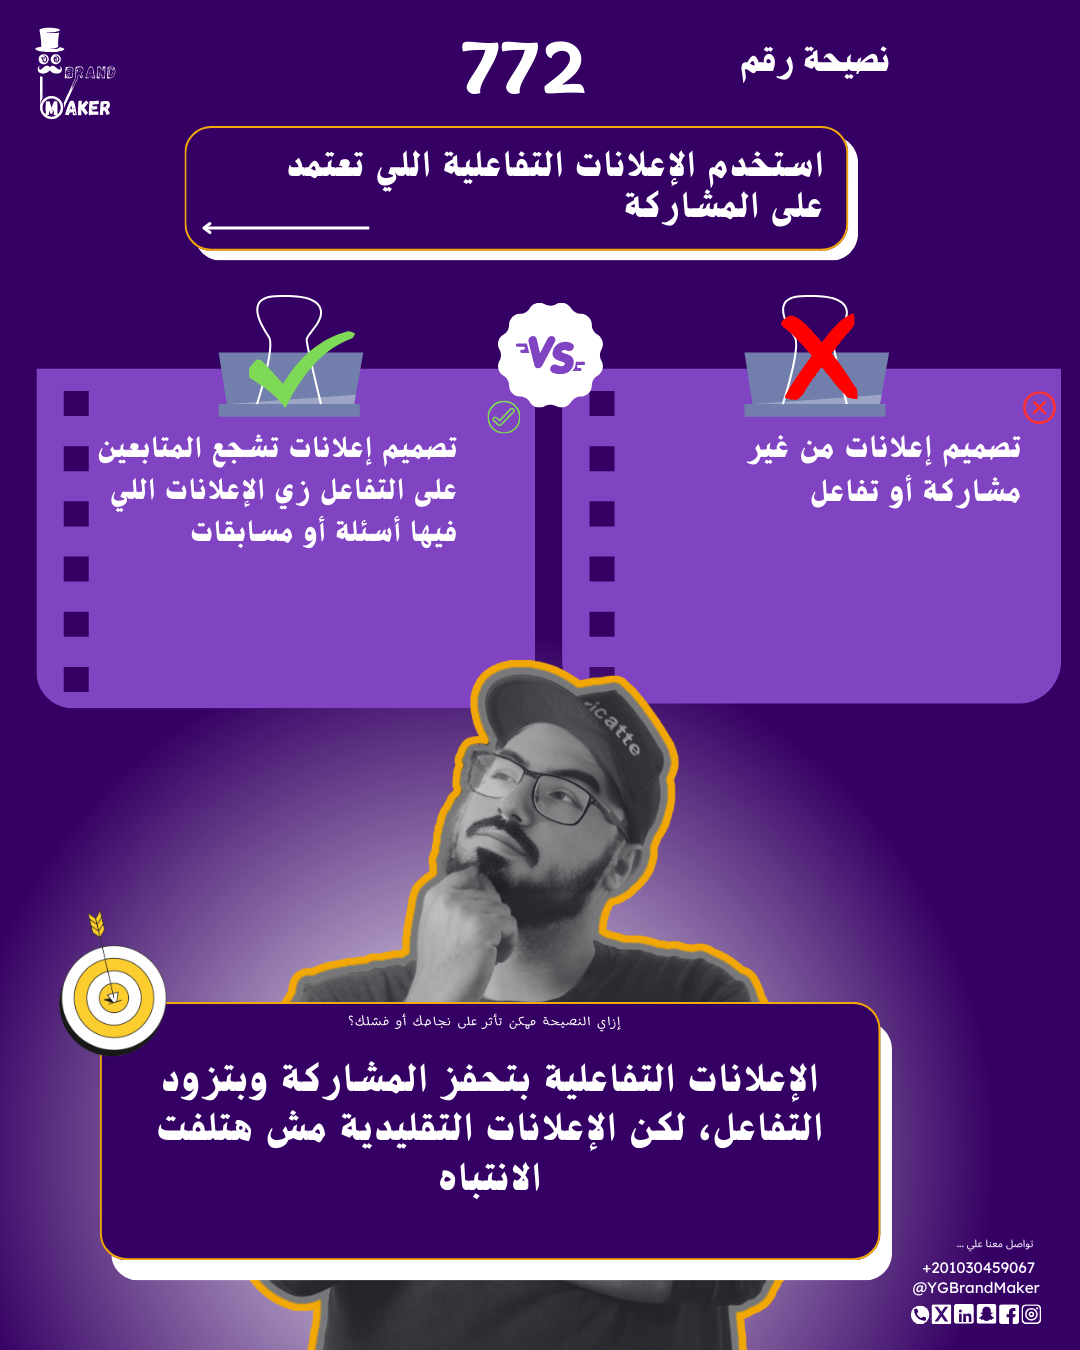 BRAND
MAKER
نصيحة رقم
772
استخدم الإعلانات التفاعلية اللي تعتمد
على المشاركة
VS
تصميم إعلانات من غير
مشاركة أو تفاعل
تصميم إعلانات تشجع المتابعين
على التفاعل زي الإعلانات اللي
فيها أسئلة أو مسابقات
icatte
إزاي النصيحة مهكن تأثر على نجاحك أو فشلك؟
الإعلانات التفاعلية بتحفز المشاركة وبتزود
التفاعل، لكن الإعلانات التقليدية مش هتلفت
الانتباه
تواصل معنا علي ...
+201030459067
@YGBrandMaker